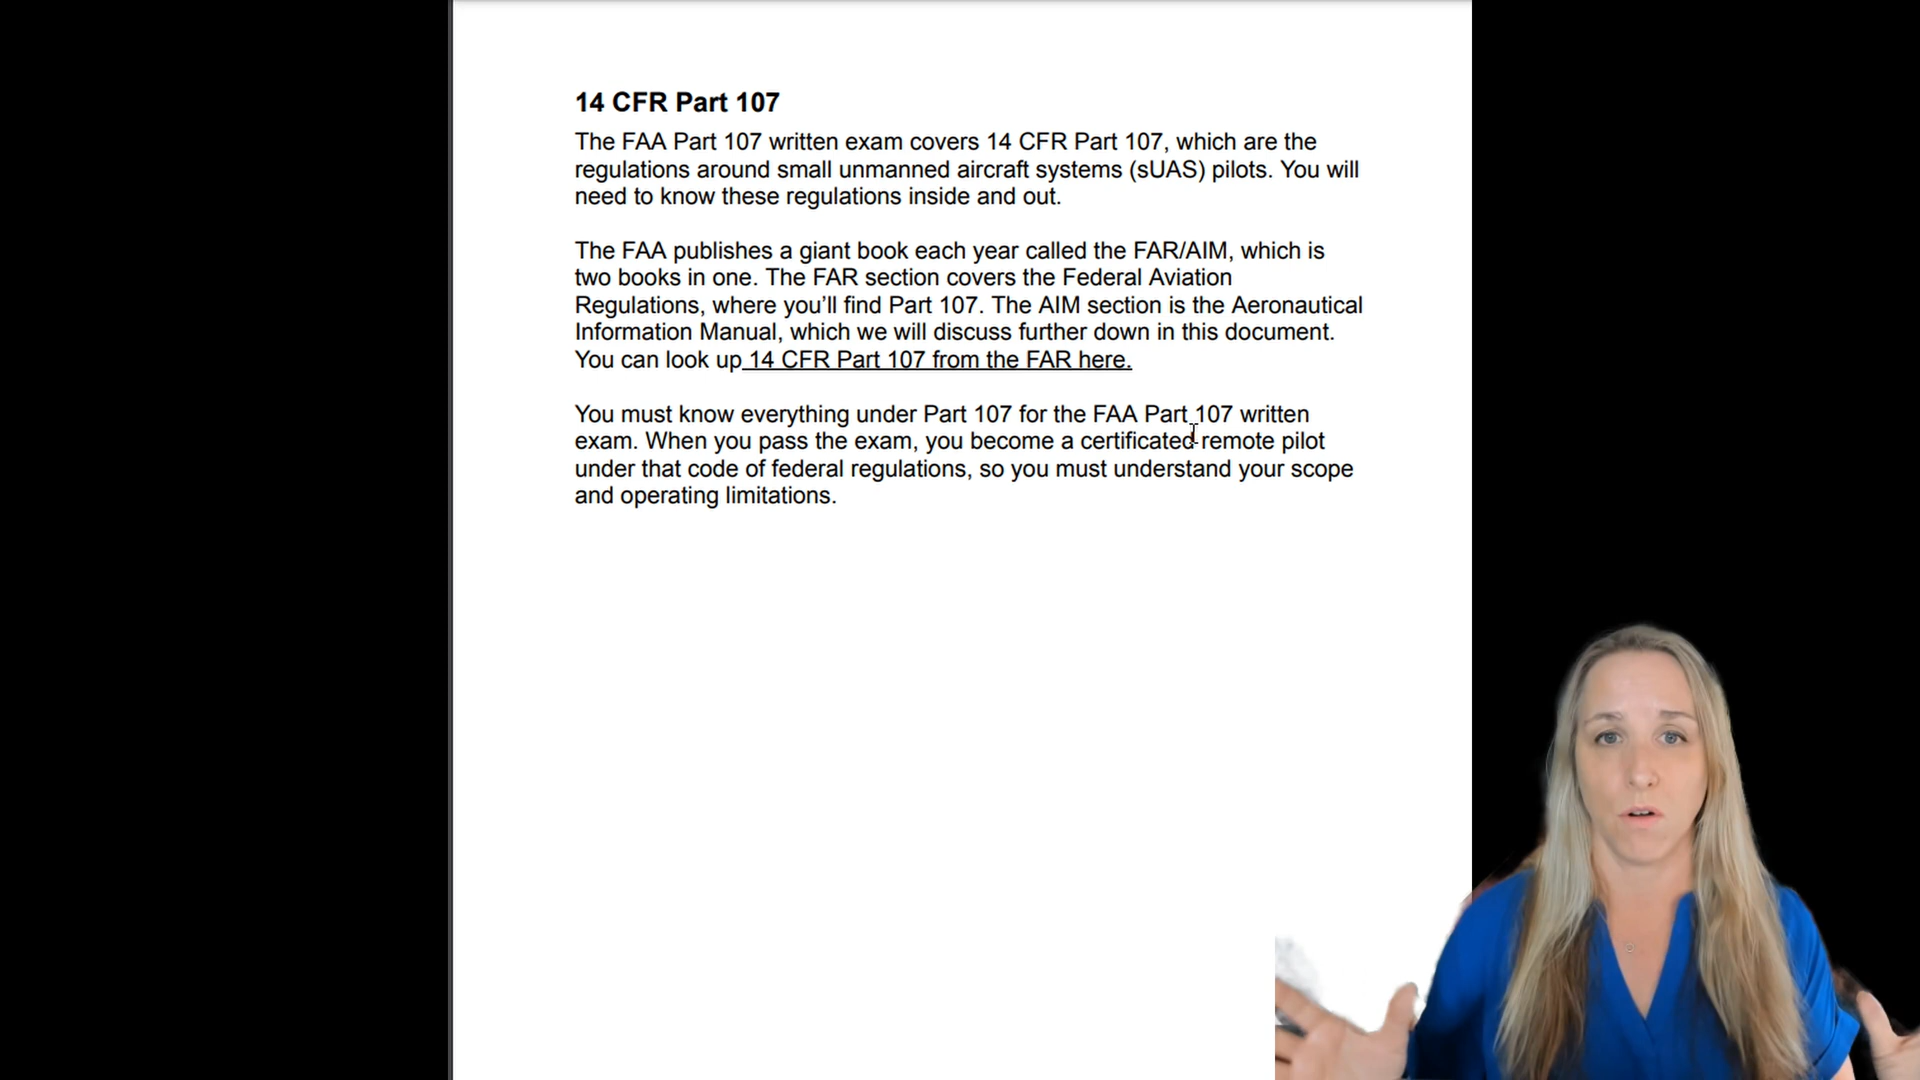 14 CFR Part 107
The FAA Part 107 written exam covers 14 CFR Part 107, which are the
regulations around small unmanned aircraft systems (sUAS) pilots. You will
need to know these regulations inside and out.
The FAA publishes a giant book each year called the FAR/AIM, which is
two books in one. The FAR section covers the Federal Aviation
Regulations, where you’ll find Part 107. The AIM section is the Aeronautical
Information Manual, which we will discuss further down in this document.
You can look up 14 CFR Part 107 from the FAR here.
You must know everything under Part 107 for the FAA Part 107 written
exam. When you pass the exam, you become a certificated remote pilot
under that code of federal regulations, so you must understand your scope
and operating limitations.